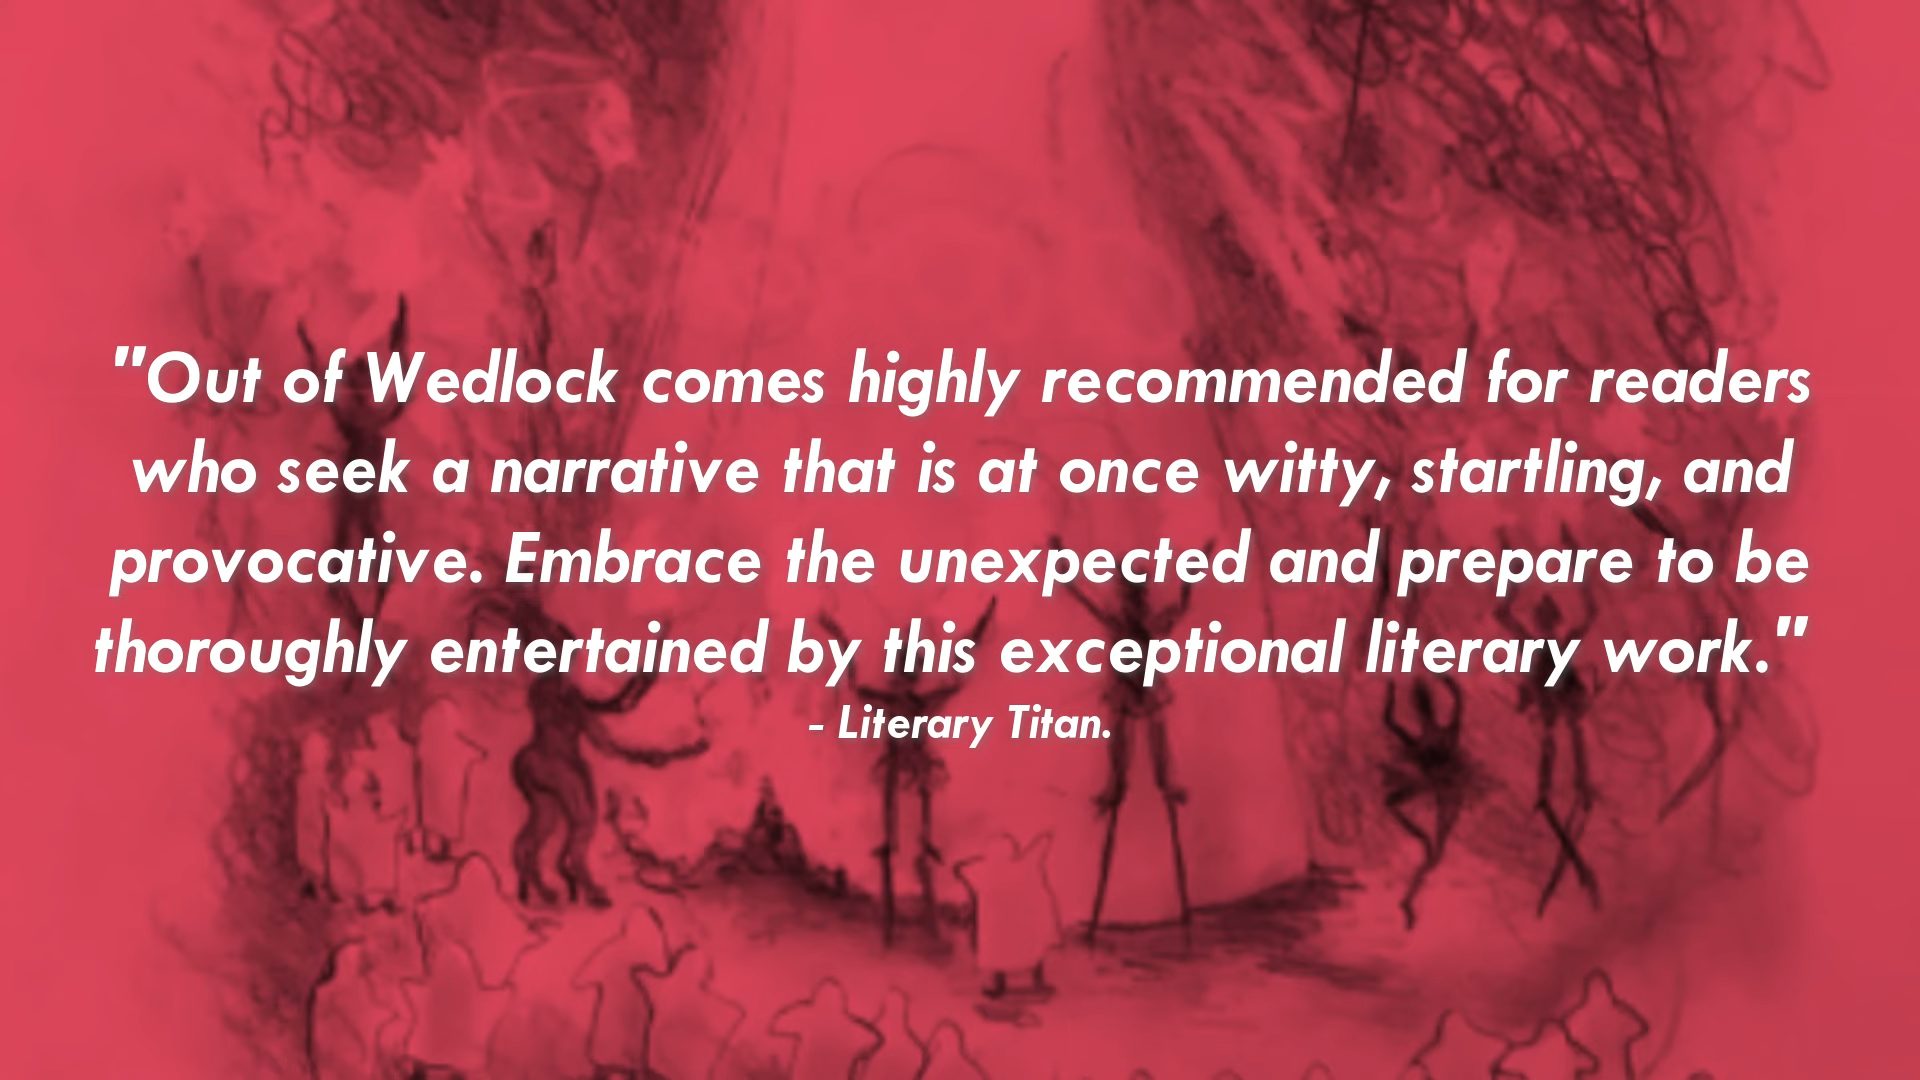 "Out of Wedlock comes highly recommended for readers
who seek a narrative that is at once witty, startling, and
provocative. Embrace the unexpected and prepare to be
thoroughly entertained by this exceptional literary work."
- Literary Titan.